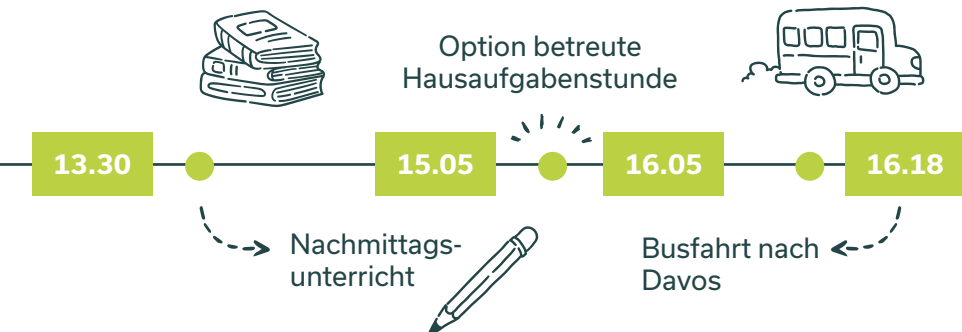 Option betreute
Hausaufgabenstunde
13.30
15.05
16.05
16.18
Nachmittags-
unterricht
Busfahrt nach
Davos